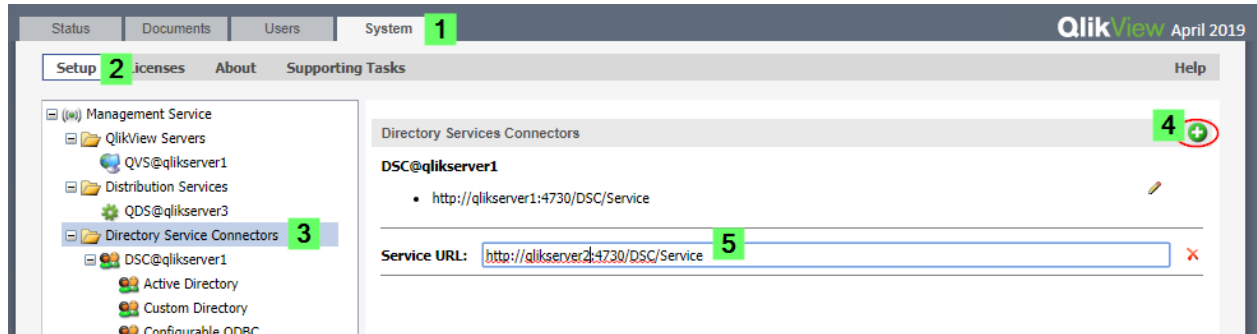 Status Documents Users System 1 QlikView April 2019
Setup 2 Licenses About Supporting Tasks Help
Management Service
QlikView Servers
QVS@qlikserver1
Distribution Services
QDS@qlikserver3
Directory Service Connectors 3
DSC@qlikserver1
Active Directory
Custom Directory
Configurable ODBC
Directory Services Connectors 4
DSC@qlikserver1
• http://qlikserver1:4730/DSC/Service
Service URL: http://qlikserver2:4730/DSC/Service 5